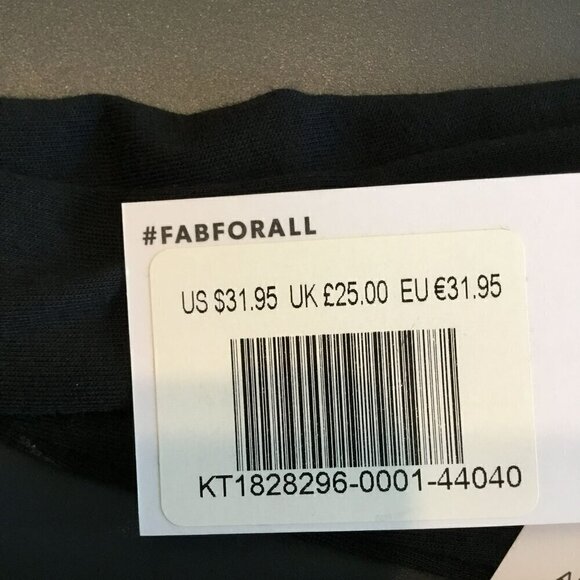 #FABFORALL
US $31.95 UK £25.00 EU €31.95
KT1828296-0001-44040